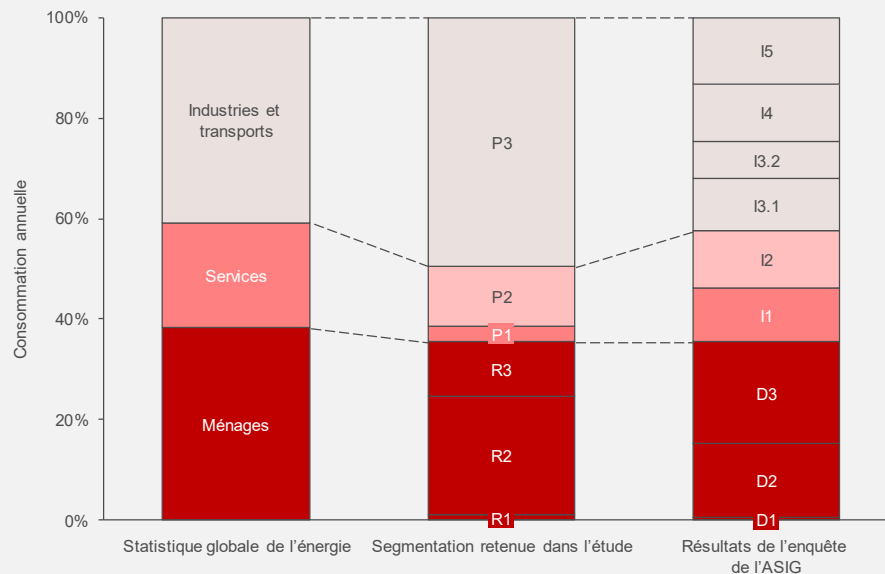 Consommation annuelle
100%
80%
60%
40%
20%
0%
Industries et
transports
Services
Ménages
P3
P2
P1
R3
R2
R1
I5
I4
I3.2
I3.1
I2
I1
D3
D2
D1
Statistique globale de l’énergie
Segmentation retenue dans l’étude
Résultats de l’enquête
de l’ASIG